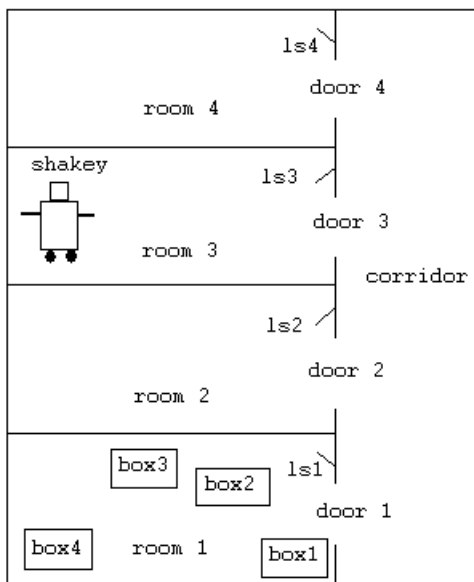 ls4
door 4
room 4
shakey
ls3
door 3
room 3
corridor
ls2
door 2
room 2
box3
ls1
box2
door 1
box4
room 1
box1